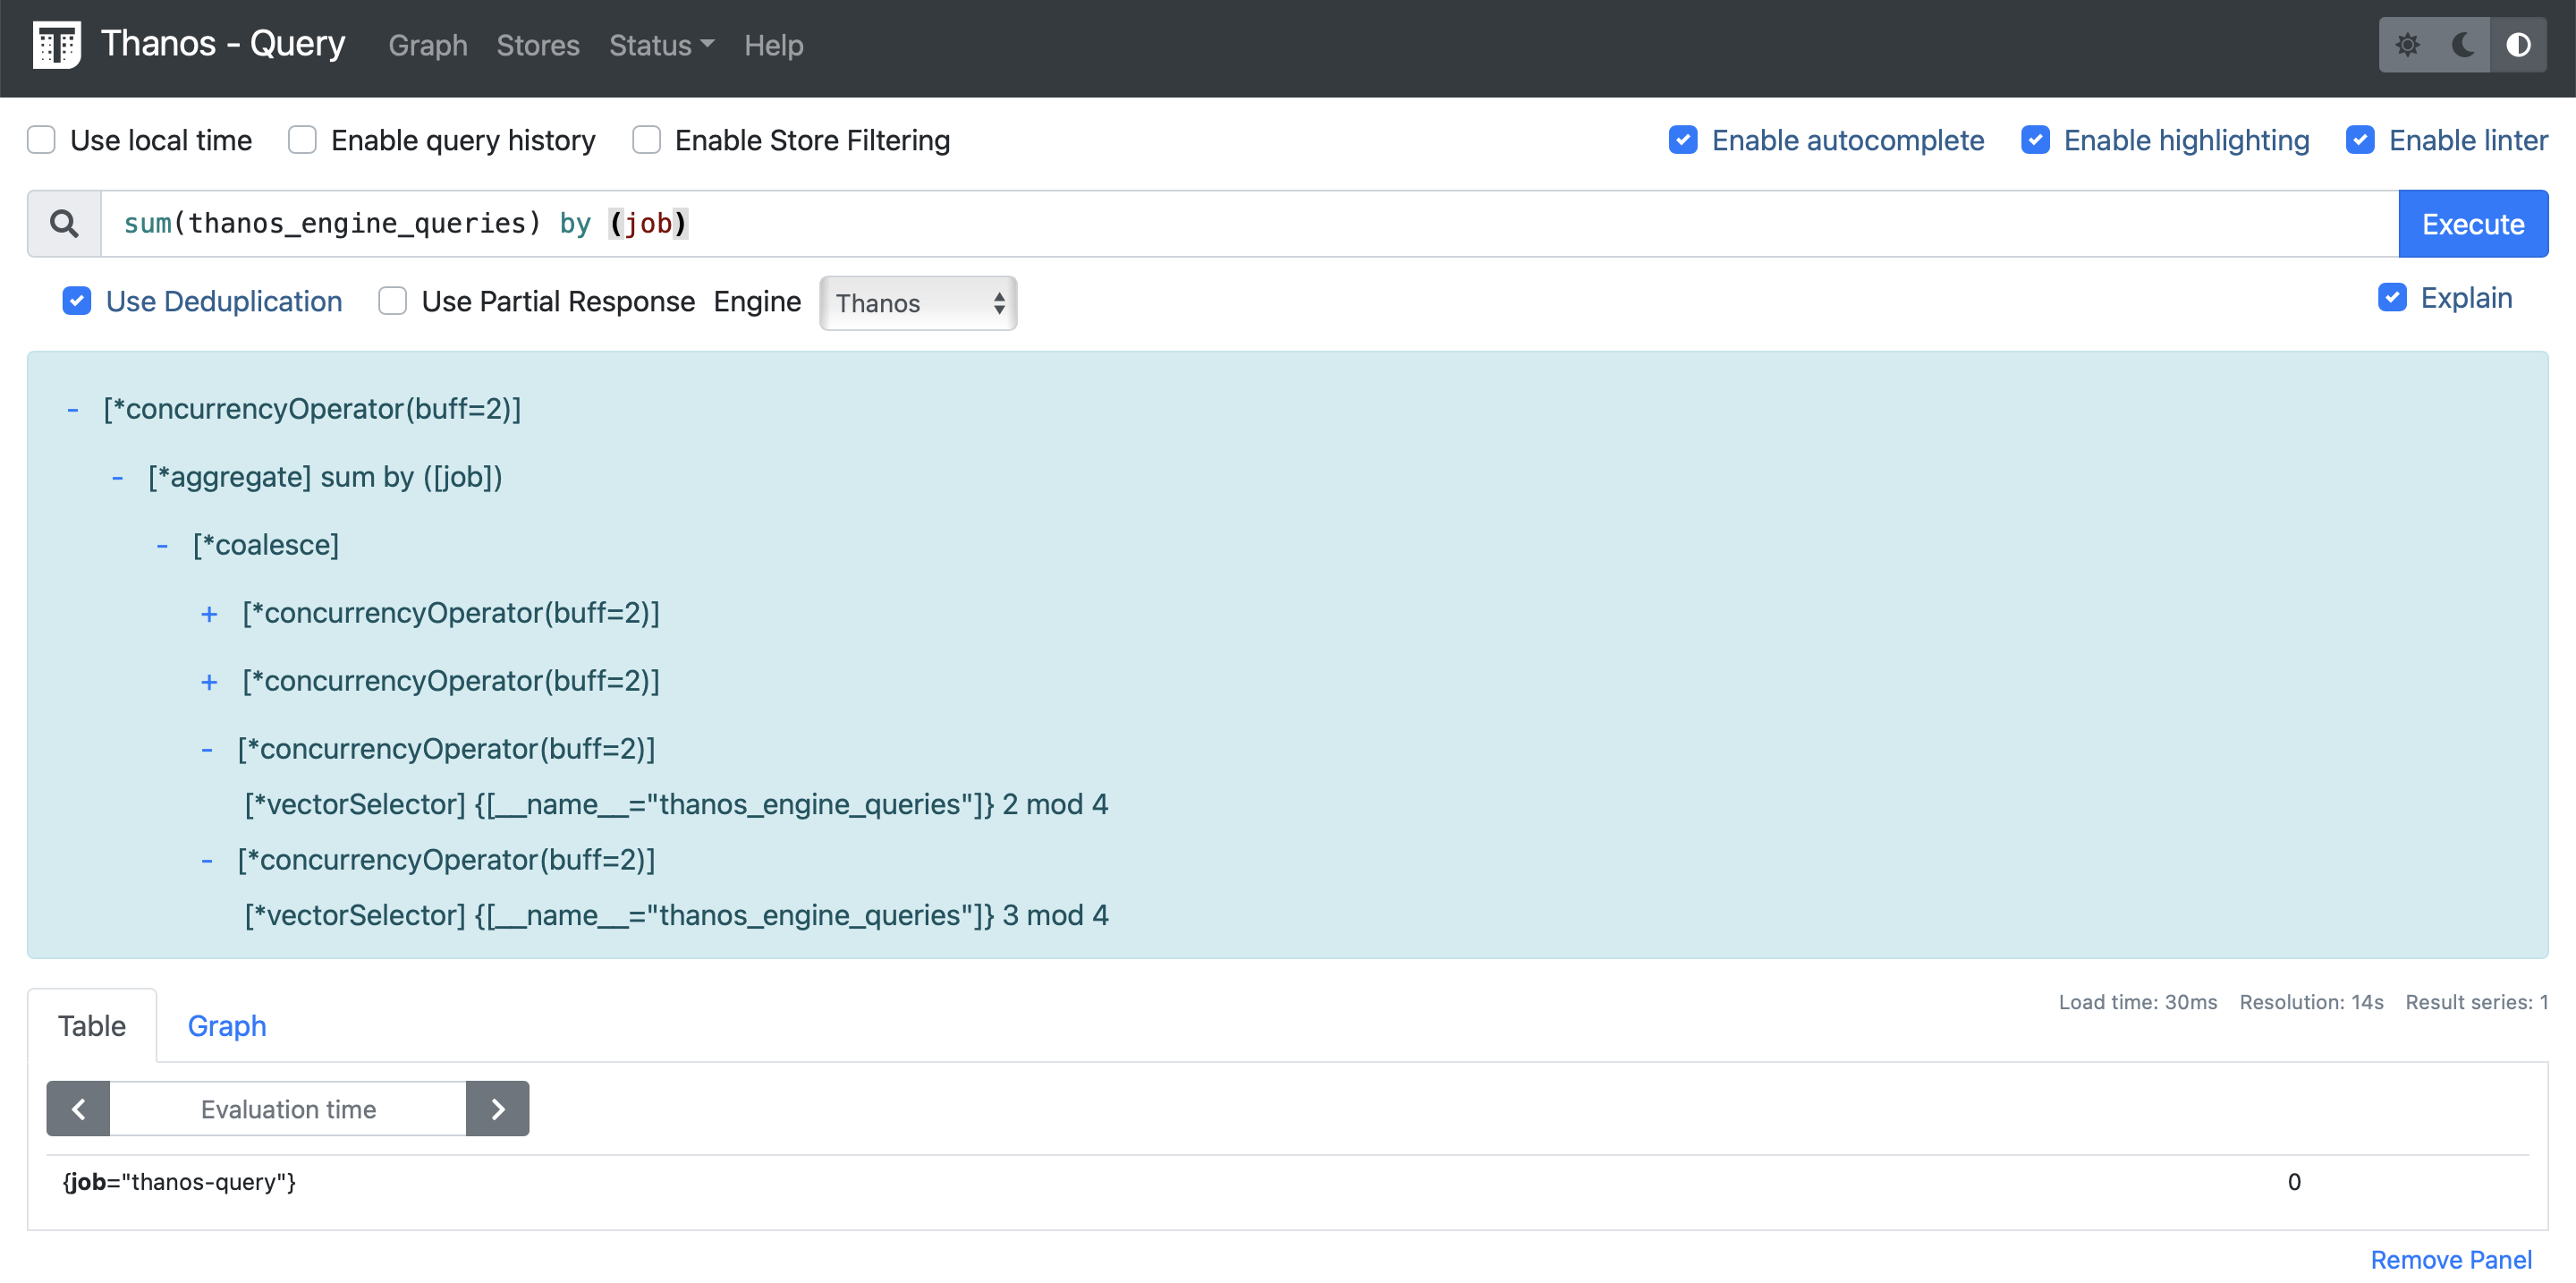 Thanos - Query Graph Stores Status Help
Use local time Enable query history Enable Store Filtering Enable autocomplete Enable highlighting Enable linter
sum(thanos_engine_queries) by (job) Execute
Use Deduplication Use Partial Response Engine Thanos Explain
- [*concurrencyOperator(buff=2)]
- [*aggregate] sum by ([job])
- [*coalesce]
+ [*concurrencyOperator(buff=2)]
+ [*concurrencyOperator(buff=2)]
- [*concurrencyOperator(buff=2)]
[*vectorSelector] {[__name__="thanos_engine_queries"]} 2 mod 4
- [*concurrencyOperator(buff=2)]
[*vectorSelector] {[__name__="thanos_engine_queries"]} 3 mod 4
Load time: 30ms Resolution: 14s Result series: 1
Table Graph
Evaluation time
{job="thanos-query"} 0
Remove Panel